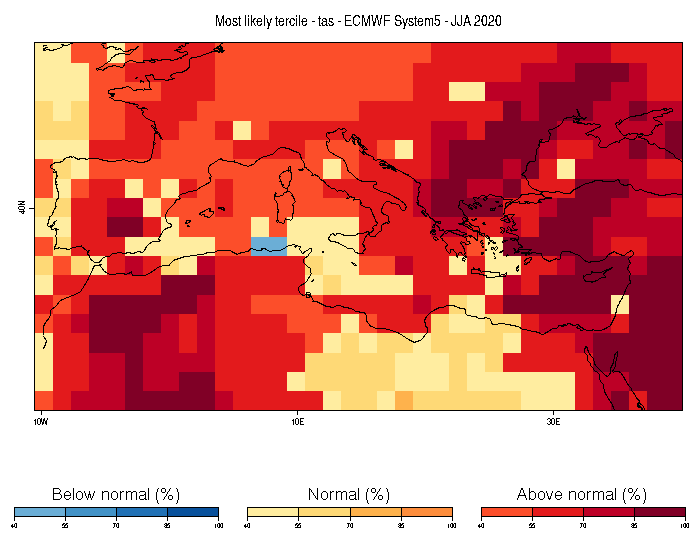 Most likely tercile - tas - ECMWF System5 - JJA 2020
40N
10W 10E 30E
Below normal (%) Normal (%) Above normal (%)
40 55 70 85 100 40 55 70 85 100 40 55 70 85 100